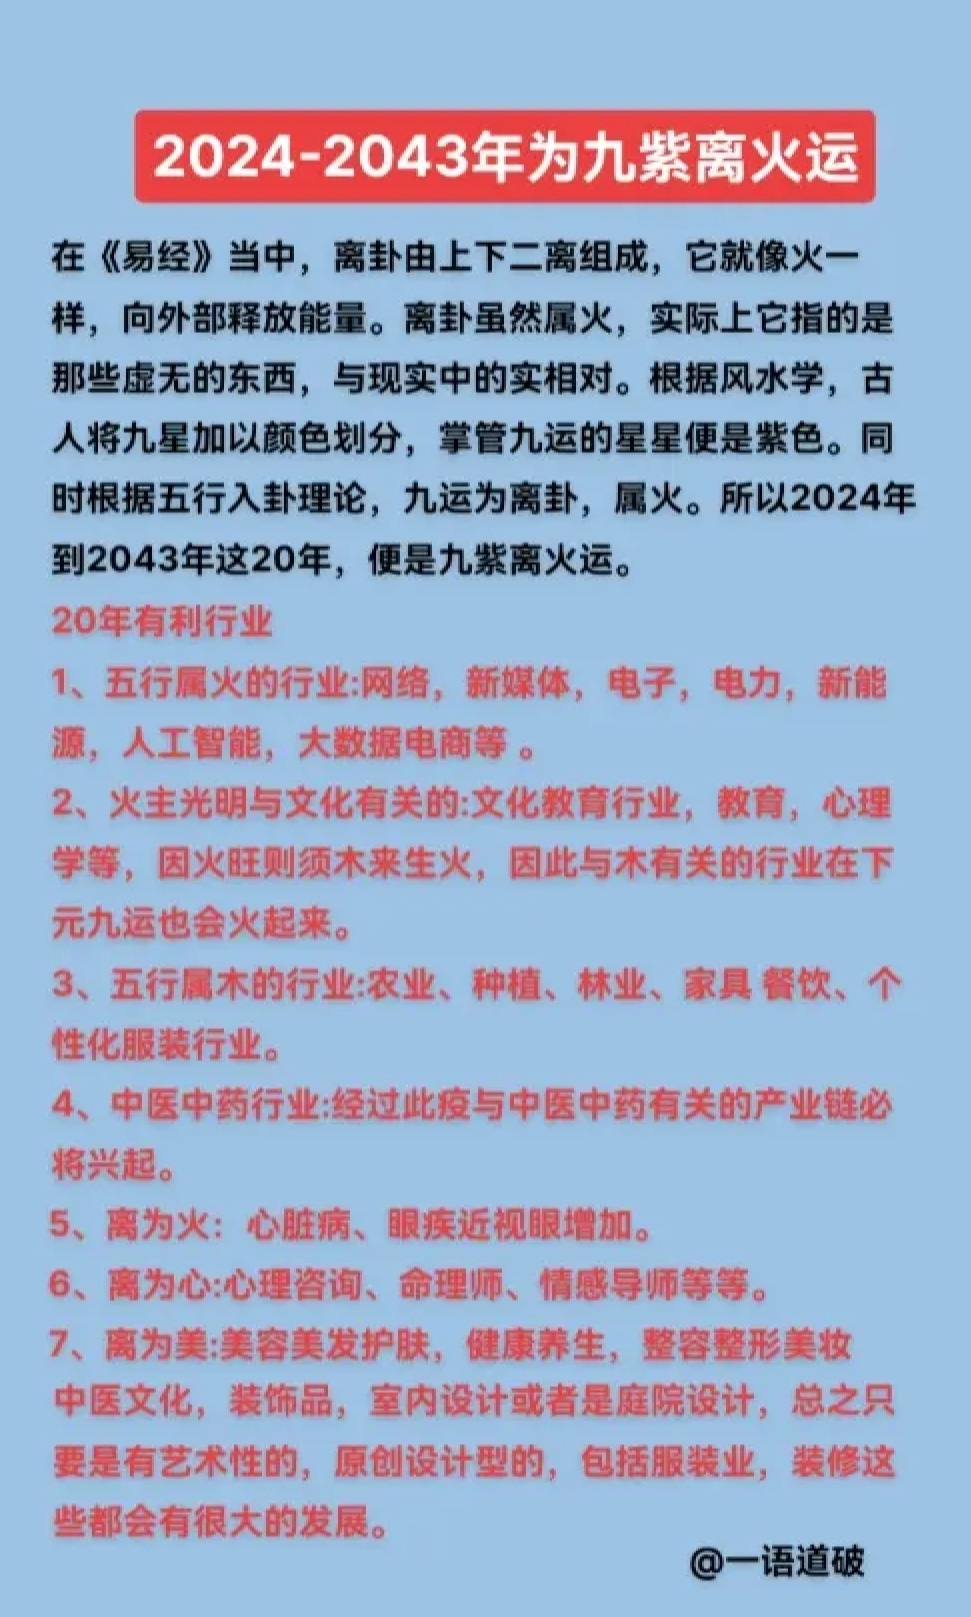 2024-2043年为九紫离火运
在《易经》当中，离卦由上下二离组成，它就像火一
样，向外部释放能量。离卦虽然属火，实际上它指的是
那些虚无的东西，与现实中的实相对。根据风水学，古
人将九星加以颜色划分，掌管九运的星星便是紫色。同
时根据五行入卦理论，九运为离卦，属火。所以2024年
到2043年这20年，便是九紫离火运。
20年有利行业
1、五行属火的行业:网络，新媒体，电子，电力，新能
源，人工智能，大数据电商等 。
2、火主光明与文化有关的:文化教育行业，教育，心理
学等，因火旺则须木来生火，因此与木有关的行业在下
元九运也会火起来。
3、五行属木的行业:农业、种植、林业、家具 餐饮、个
性化服装行业。
4、中医中药行业:经过此疫与中医中药有关的产业链必
将兴起。
5、离为火：心脏病、眼疾近视眼增加。
6、离为心:心理咨询、命理师、情感导师等等。
7、离为美:美容美发护肤，健康养生，整容整形美妆
中医文化，装饰品，室内设计或者是庭院设计，总之只
要是有艺术性的，原创设计型的，包括服装业，装修这
些都会有很大的发展。
@一语道破